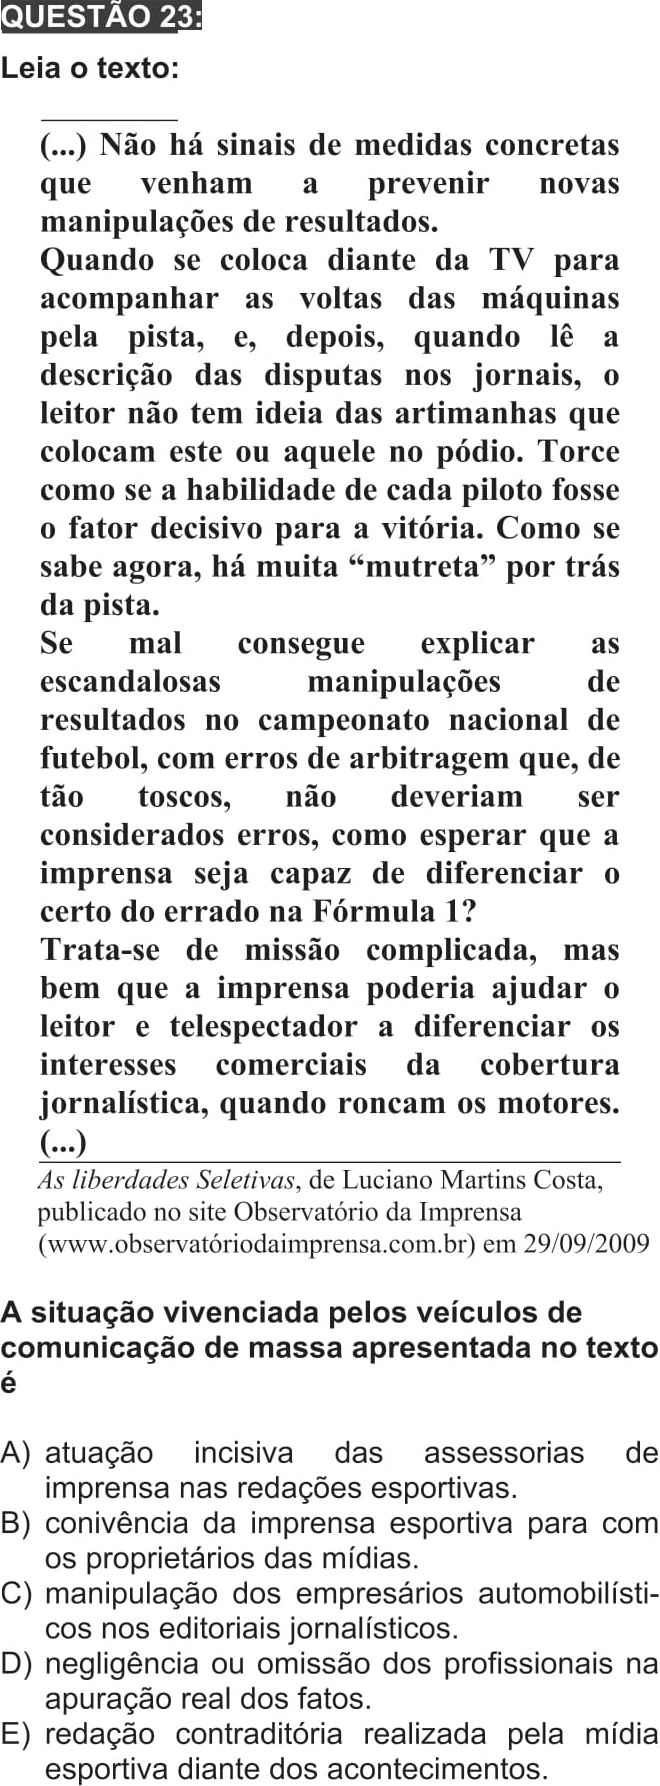 QUESTÃO 23:
Leia o texto:
(...) Não há sinais de medidas concretas
que venham a prevenir novas
manipulações de resultados.
Quando se coloca diante da TV para
acompanhar as voltas das máquinas
pela pista, e, depois, quando lê a
descrição das disputas nos jornais, o
leitor não tem ideia das artimanhas que
colocam este ou aquele no pódio. Torce
como se a habilidade de cada piloto fosse
o fator decisivo para a vitória. Como se
sabe agora, há muita “mutreta” por trás
da pista.
Se mal consegue explicar as
escandalosas manipulações de
resultados no campeonato nacional de
futebol, com erros de arbitragem que, de
tão toscos, não deveriam ser
considerados erros, como esperar que a
imprensa seja capaz de diferenciar o
certo do errado na Fórmula 1?
Trata-se de missão complicada, mas
bem que a imprensa poderia ajudar o
leitor e telespectador a diferenciar os
interesses comerciais da cobertura
jornalística, quando roncam os motores.
(...)
As liberdades Seletivas, de Luciano Martins Costa,
publicado no site Observatório da Imprensa
(www.observatóriodaimprensa.com.br) em 29/09/2009
A situação vivenciada pelos veículos de
comunicação de massa apresentada no texto
é
A) atuação incisiva das assessorias de
imprensa nas redações esportivas.
B) conivência da imprensa esportiva para com
os proprietários das mídias.
C) manipulação dos empresários automobilísti-
cos nos editoriais jornalísticos.
D) negligência ou omissão dos profissionais na
apuração real dos fatos.
E) redação contraditória realizada pela mídia
esportiva diante dos acontecimentos.